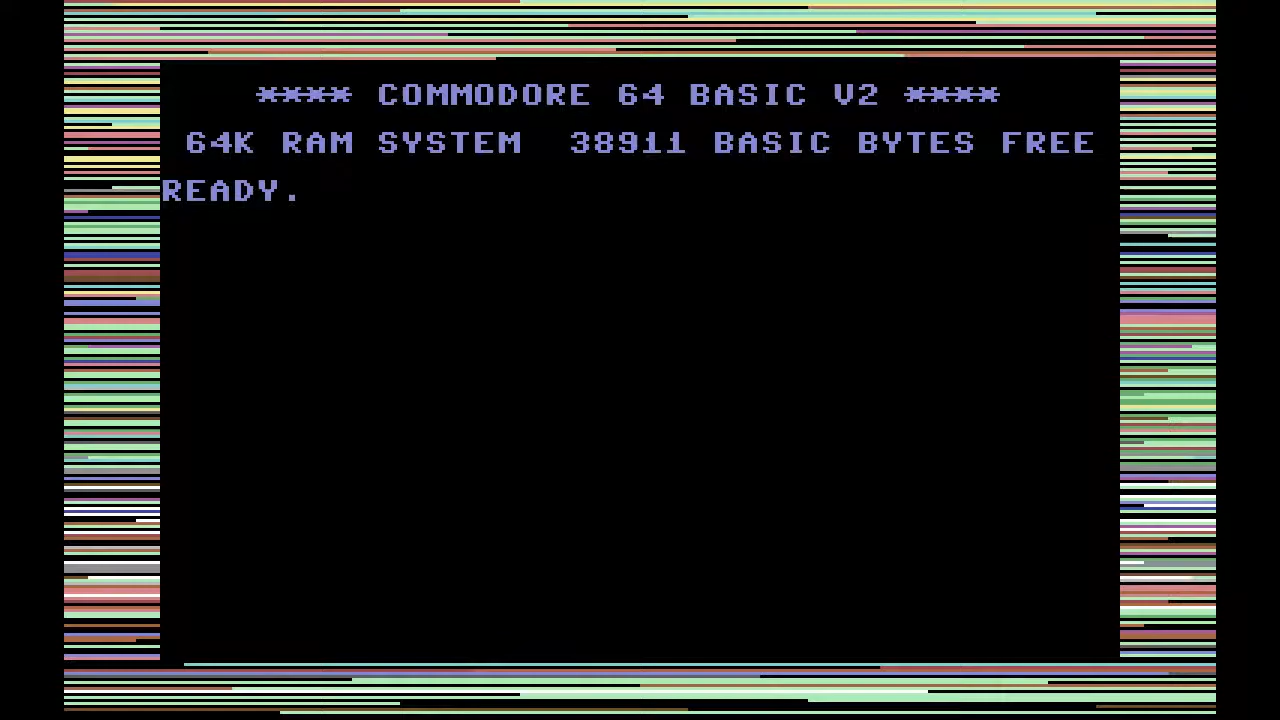 **** COMMODORE 64 BASIC V2 ****
64K RAM SYSTEM  38911 BASIC BYTES FREE
READY.